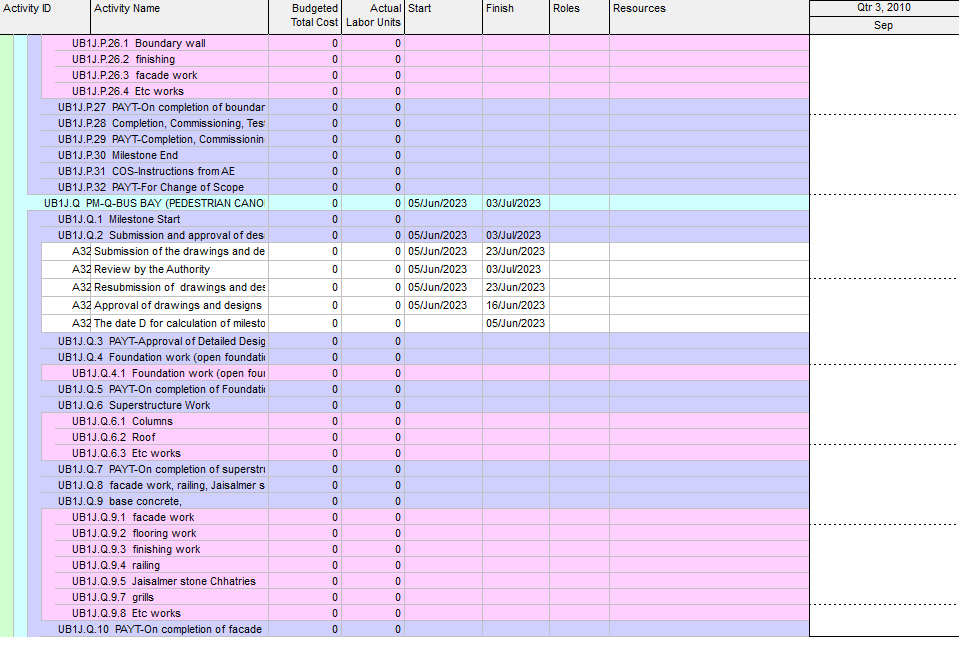 Activity ID Activity Name Budgeted Total Cost Actual Labor Units Start Finish Roles Resources Qtr 3, 2010
Sep
UB1J.P.26.1 Boundary wall 0 0
UB1J.P.26.2 finishing 0 0
UB1J.P.26.3 facade work 0 0
UB1J.P.26.4 Etc works 0 0
UB1J.P.27 PAYT-On completion of boundar 0 0
UB1J.P.28 Completion, Commissioning, Tes 0 0
UB1J.P.29 PAYT-Completion, Commissionin 0 0
UB1J.P.30 Milestone End 0 0
UB1J.P.31 COS-Instructions from AE 0 0
UB1J.P.32 PAYT-For Change of Scope 0 0
UB1J.Q PM-Q-BUS BAY (PEDESTRIAN CANO 0 0 05/Jun/2023 03/Jul/2023
UB1J.Q.1 Milestone Start 0 0
UB1J.Q.2 Submission and approval of desi 0 0 05/Jun/2023 03/Jul/2023
A32 Submission of the drawings and de 0 0 05/Jun/2023 23/Jun/2023
A32 Review by the Authority 0 0 05/Jun/2023 03/Jul/2023
A32 Resubmission of drawings and des 0 0 05/Jun/2023 23/Jun/2023
A32 Approval of drawings and designs 0 0 05/Jun/2023 16/Jun/2023
A32 The date D for calculation of milesto 0 0 05/Jun/2023
UB1J.Q.3 PAYT-Approval of Detailed Desig 0 0
UB1J.Q.4 Foundation work (open foundatio 0 0
UB1J.Q.4.1 Foundation work (open four 0 0
UB1J.Q.5 PAYT-On completion of Foundatio 0 0
UB1J.Q.6 Superstructure Work 0 0
UB1J.Q.6.1 Columns 0 0
UB1J.Q.6.2 Roof 0 0
UB1J.Q.6.3 Etc works 0 0
UB1J.Q.7 PAYT-On completion of superstru 0 0
UB1J.Q.8 facade work, railing, Jaisalmer s 0 0
UB1J.Q.9 base concrete, 0 0
UB1J.Q.9.1 facade work 0 0
UB1J.Q.9.2 flooring work 0 0
UB1J.Q.9.3 finishing work 0 0
UB1J.Q.9.4 railing 0 0
UB1J.Q.9.5 Jaisalmer stone Chhatries 0 0
UB1J.Q.9.7 grills 0 0
UB1J.Q.9.8 Etc works 0 0
UB1J.Q.10 PAYT-On completion of facade 0 0